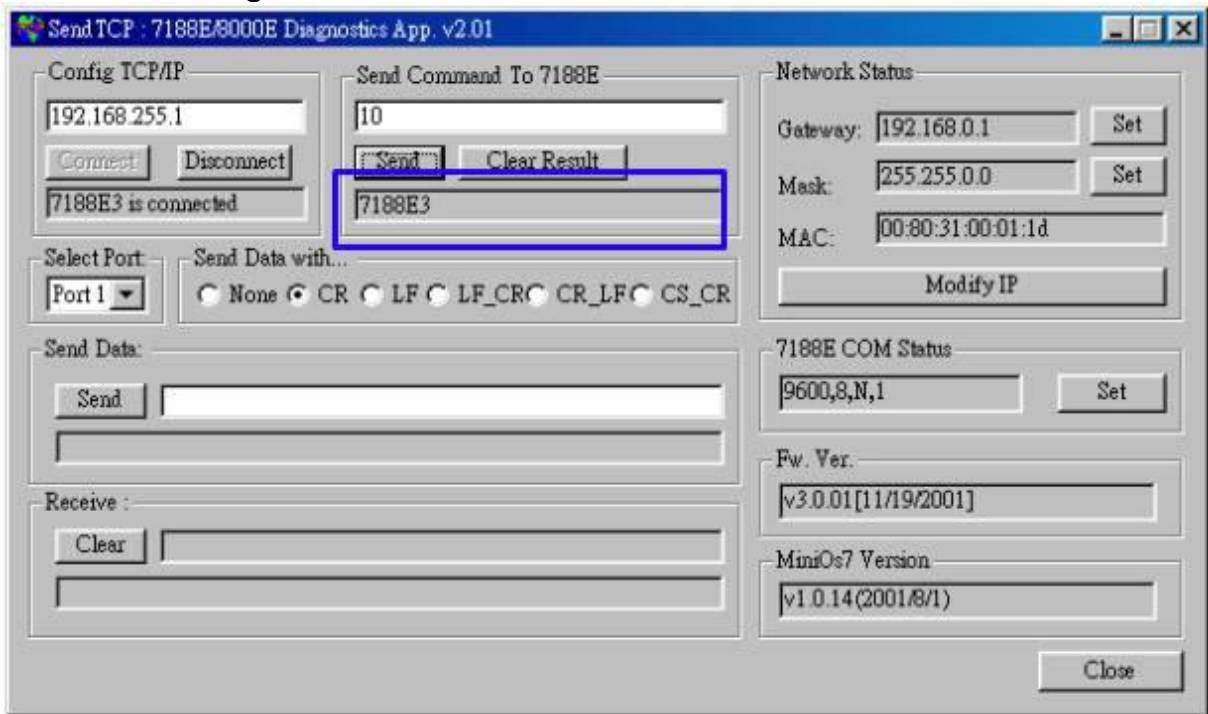 Send TCP : 7188E/8000E Diagnostics App. v2.01
Config TCP/IP
192.168.255.1
Connect Disconnect
7188E3 is connected
Send Command To 7188E
10
Send Clear Result
7188E3
Network Status
Gateway: 192.168.0.1 Set
Mask: 255.255.0.0 Set
MAC: 00:80:31:00:01:1d
Modify IP
Select Port:
Port 1
Send Data with...
None CR LF LF_CR CR_LF CS_CR
Send Data:
Send
7188E COM Status
9600,8,N,1 Set
Receive :
Clear
Fw. Ver.
v3.0.01[11/19/2001]
MiniOs7 Version
v1.0.14(2001/8/1)
Close